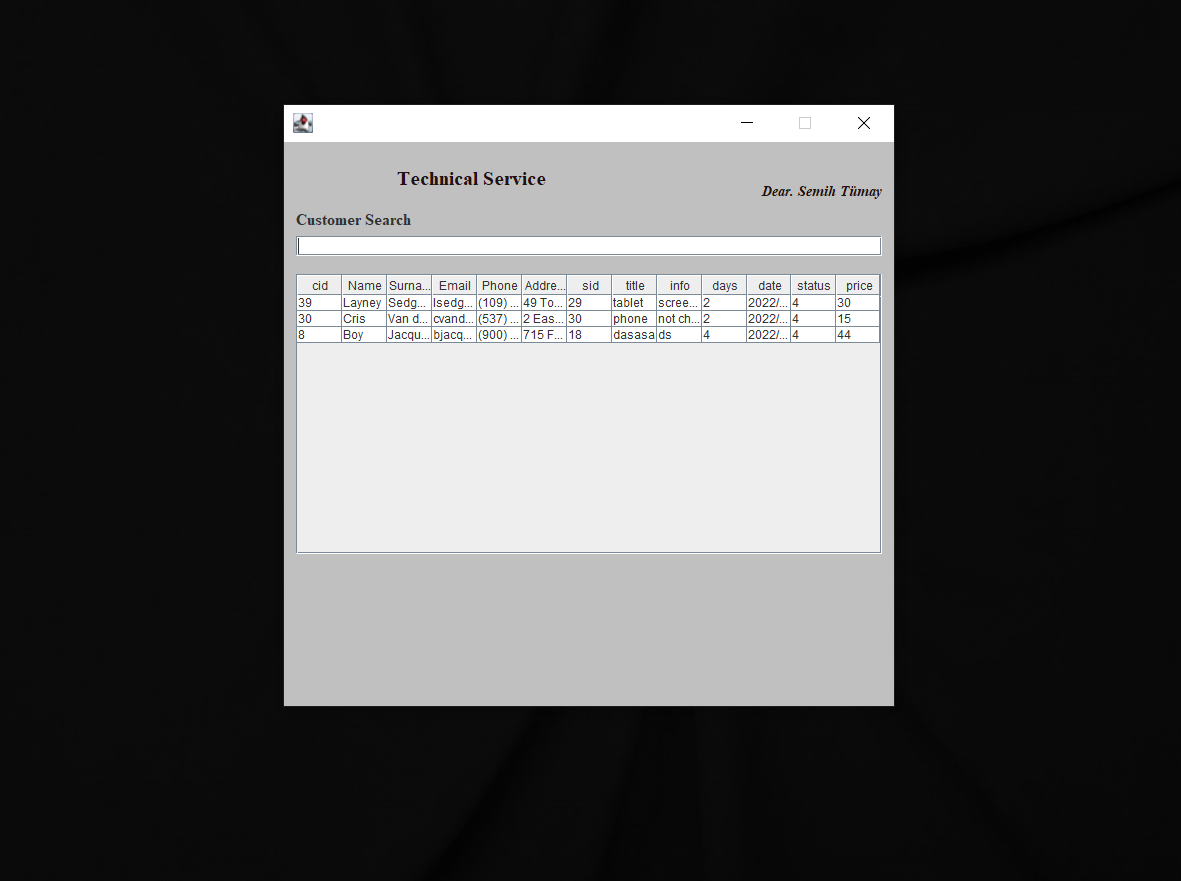 Technical Service
Dear. Semih Tümay
Customer Search
cid Name Surna... Email Phone Addre... sid title info days date status price
39 Layney Sedg... lsedg... (109) ... 49 To... 29 tablet scree... 2 2022/... 4 30
30 Cris Van d... cvand... (537) ... 2 Eas... 30 phone not ch... 2 2022/... 4 15
8 Boy Jacqu... bjacq... (900) ... 715 F... 18 dasasa ds 4 2022/... 4 44